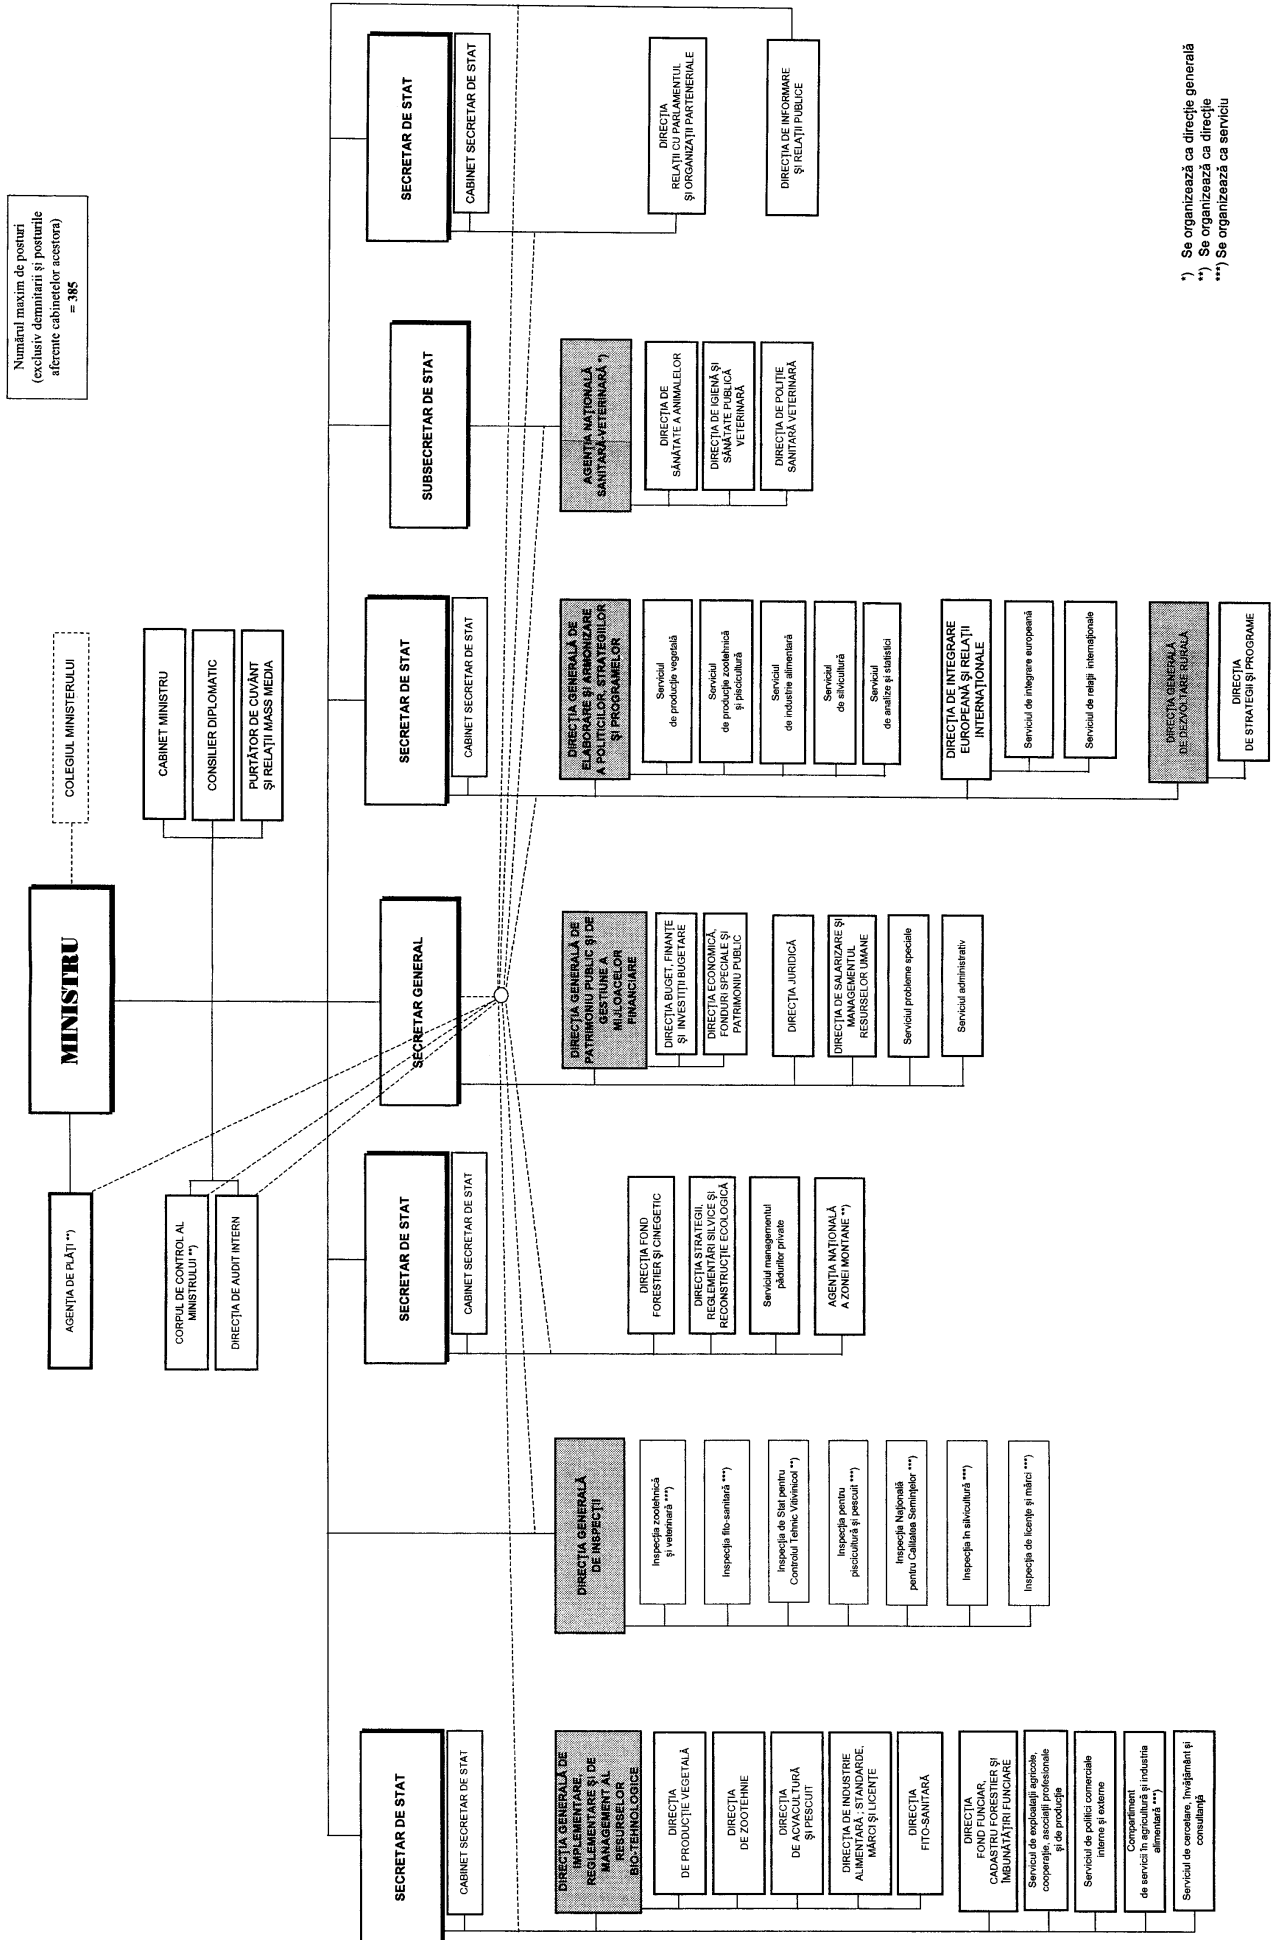 Numărul maxim de posturi
(exclusiv demnitarii şi posturile
aferente cabinetelor acestora)
= 385
MINISTRU
COLEGIUL MINISTERULUI
AGENŢIA DE PLĂŢI **)
CORPUL DE CONTROL AL
MINISTRULUI **)
DIRECŢIA DE AUDIT INTERN
CABINET MINISTRU
CONSILIER DIPLOMATIC
PURTĂTOR DE CUVÂNT
ŞI RELAŢII MASS MEDIA
SECRETAR DE STAT
CABINET SECRETAR DE STAT
DIRECŢIA GENERALĂ DE
IMPLEMENTARE,
REGLEMENTARE ŞI DE
MANAGEMENT AL
RESURSELOR
BIO-TEHNOLOGICE
DIRECŢIA
DE PRODUCŢIE VEGETALĂ
DIRECŢIA
DE ZOOTEHNIE
DIRECŢIA
DE ACVACULTURĂ
ŞI PESCUIT
DIRECŢIA DE INDUSTRIE
ALIMENTARĂ ; STANDARDE,
MĂRCI ŞI LICENŢE
DIRECŢIA
FITO-SANITARĂ
DIRECŢIA
FOND FUNCIAR,
CADASTRU FORESTIER ŞI
ÎMBUNĂTĂŢIRI FUNCIARE
Serviciul de exploataţii agricole,
cooperaţie, asociaţii profesionale
şi de producţie
Serviciul de politici comerciale
interne şi externe
Compartiment
de servicii în agricultură şi industria
alimentară ***)
Serviciul de cercetare, învăţământ şi
consultanţă
DIRECŢIA GENERALĂ
DE INSPECŢII
Inspecţia zootehnică
şi veterinară ***)
Inspecţia fito-sanitară ***)
Inspecţia de Stat pentru
Controlul Tehnic Vitivinicol **)
Inspecţia pentru
piscicultură şi pescuit ***)
Inspecţia Naţională
pentru Calitatea Seminţelor ***)
Inspecţia în silvicultură ***)
Inspecţia de licenţe şi mărci ***)
SECRETAR DE STAT
CABINET SECRETAR DE STAT
DIRECŢIA FOND
FORESTIER ŞI CINEGETIC
DIRECŢIA STRATEGII,
REGLEMENTĂRI SILVICE ŞI
RECONSTRUCŢIE ECOLOGICĂ
Serviciul managementul
pădurilor private
AGENŢIA NAŢIONALĂ
A ZONEI MONTANE **)
SECRETAR GENERAL
DIRECŢIA GENERALĂ DE
PATRIMONIU PUBLIC ŞI DE
GESTIUNE A
MIJLOACELOR
FINANCIARE
DIRECŢIA BUGET, FINANŢE
ŞI INVESTIŢII BUGETARE
DIRECŢIA ECONOMICĂ,
FONDURI SPECIALE ŞI
PATRIMONIU PUBLIC
DIRECŢIA JURIDICĂ
DIRECŢIA DE SALARIZARE ŞI
MANAGEMENTUL
RESURSELOR UMANE
Serviciul probleme speciale
Serviciul administrativ
SECRETAR DE STAT
CABINET SECRETAR DE STAT
DIRECŢIA GENERALĂ DE
ELABORARE ŞI ARMONIZARE
A POLITICILOR, STRATEGIILOR
ŞI PROGRAMELOR
Serviciul
de producţie vegetală
Serviciul
de producţie zootehnică
şi piscicultură
Serviciul
de industrie alimentară
Serviciul
de silvicultură
Serviciul
de analize şi statistici
DIRECŢIA DE INTEGRARE
EUROPEANĂ ŞI RELAŢII
INTERNAŢIONALE
Serviciul de integrare europeană
Serviciul de relaţii internaţionale
DIRECŢIA GENERALĂ
DE DEZVOLTARE RURALĂ
DIRECŢIA
DE STRATEGII ŞI PROGRAME
SUBSECRETAR DE STAT
AGENŢIA NAŢIONALĂ
SANITARĂ-VETERINARĂ *)
DIRECŢIA DE
SĂNĂTATE A ANIMALELOR
DIRECŢIA DE IGIENĂ ŞI
SĂNĂTATE PUBLICĂ
VETERINARĂ
DIRECŢIA DE POLIŢIE
SANITARĂ VETERINARĂ
SECRETAR DE STAT
CABINET SECRETAR DE STAT
DIRECŢIA
RELAŢII CU PARLAMENTUL
ŞI ORGANIZAŢII PARTENERIALE
DIRECŢIA DE INFORMARE
ŞI RELAŢII PUBLICE
*) Se organizează ca direcţie generală
**) Se organizează ca direcţie
***) Se organizează ca serviciu